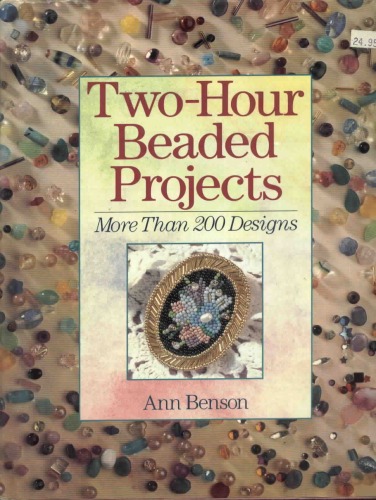 24.95
Two-Hour
Beaded
Projects
More Than 200 Designs
Ann Benson